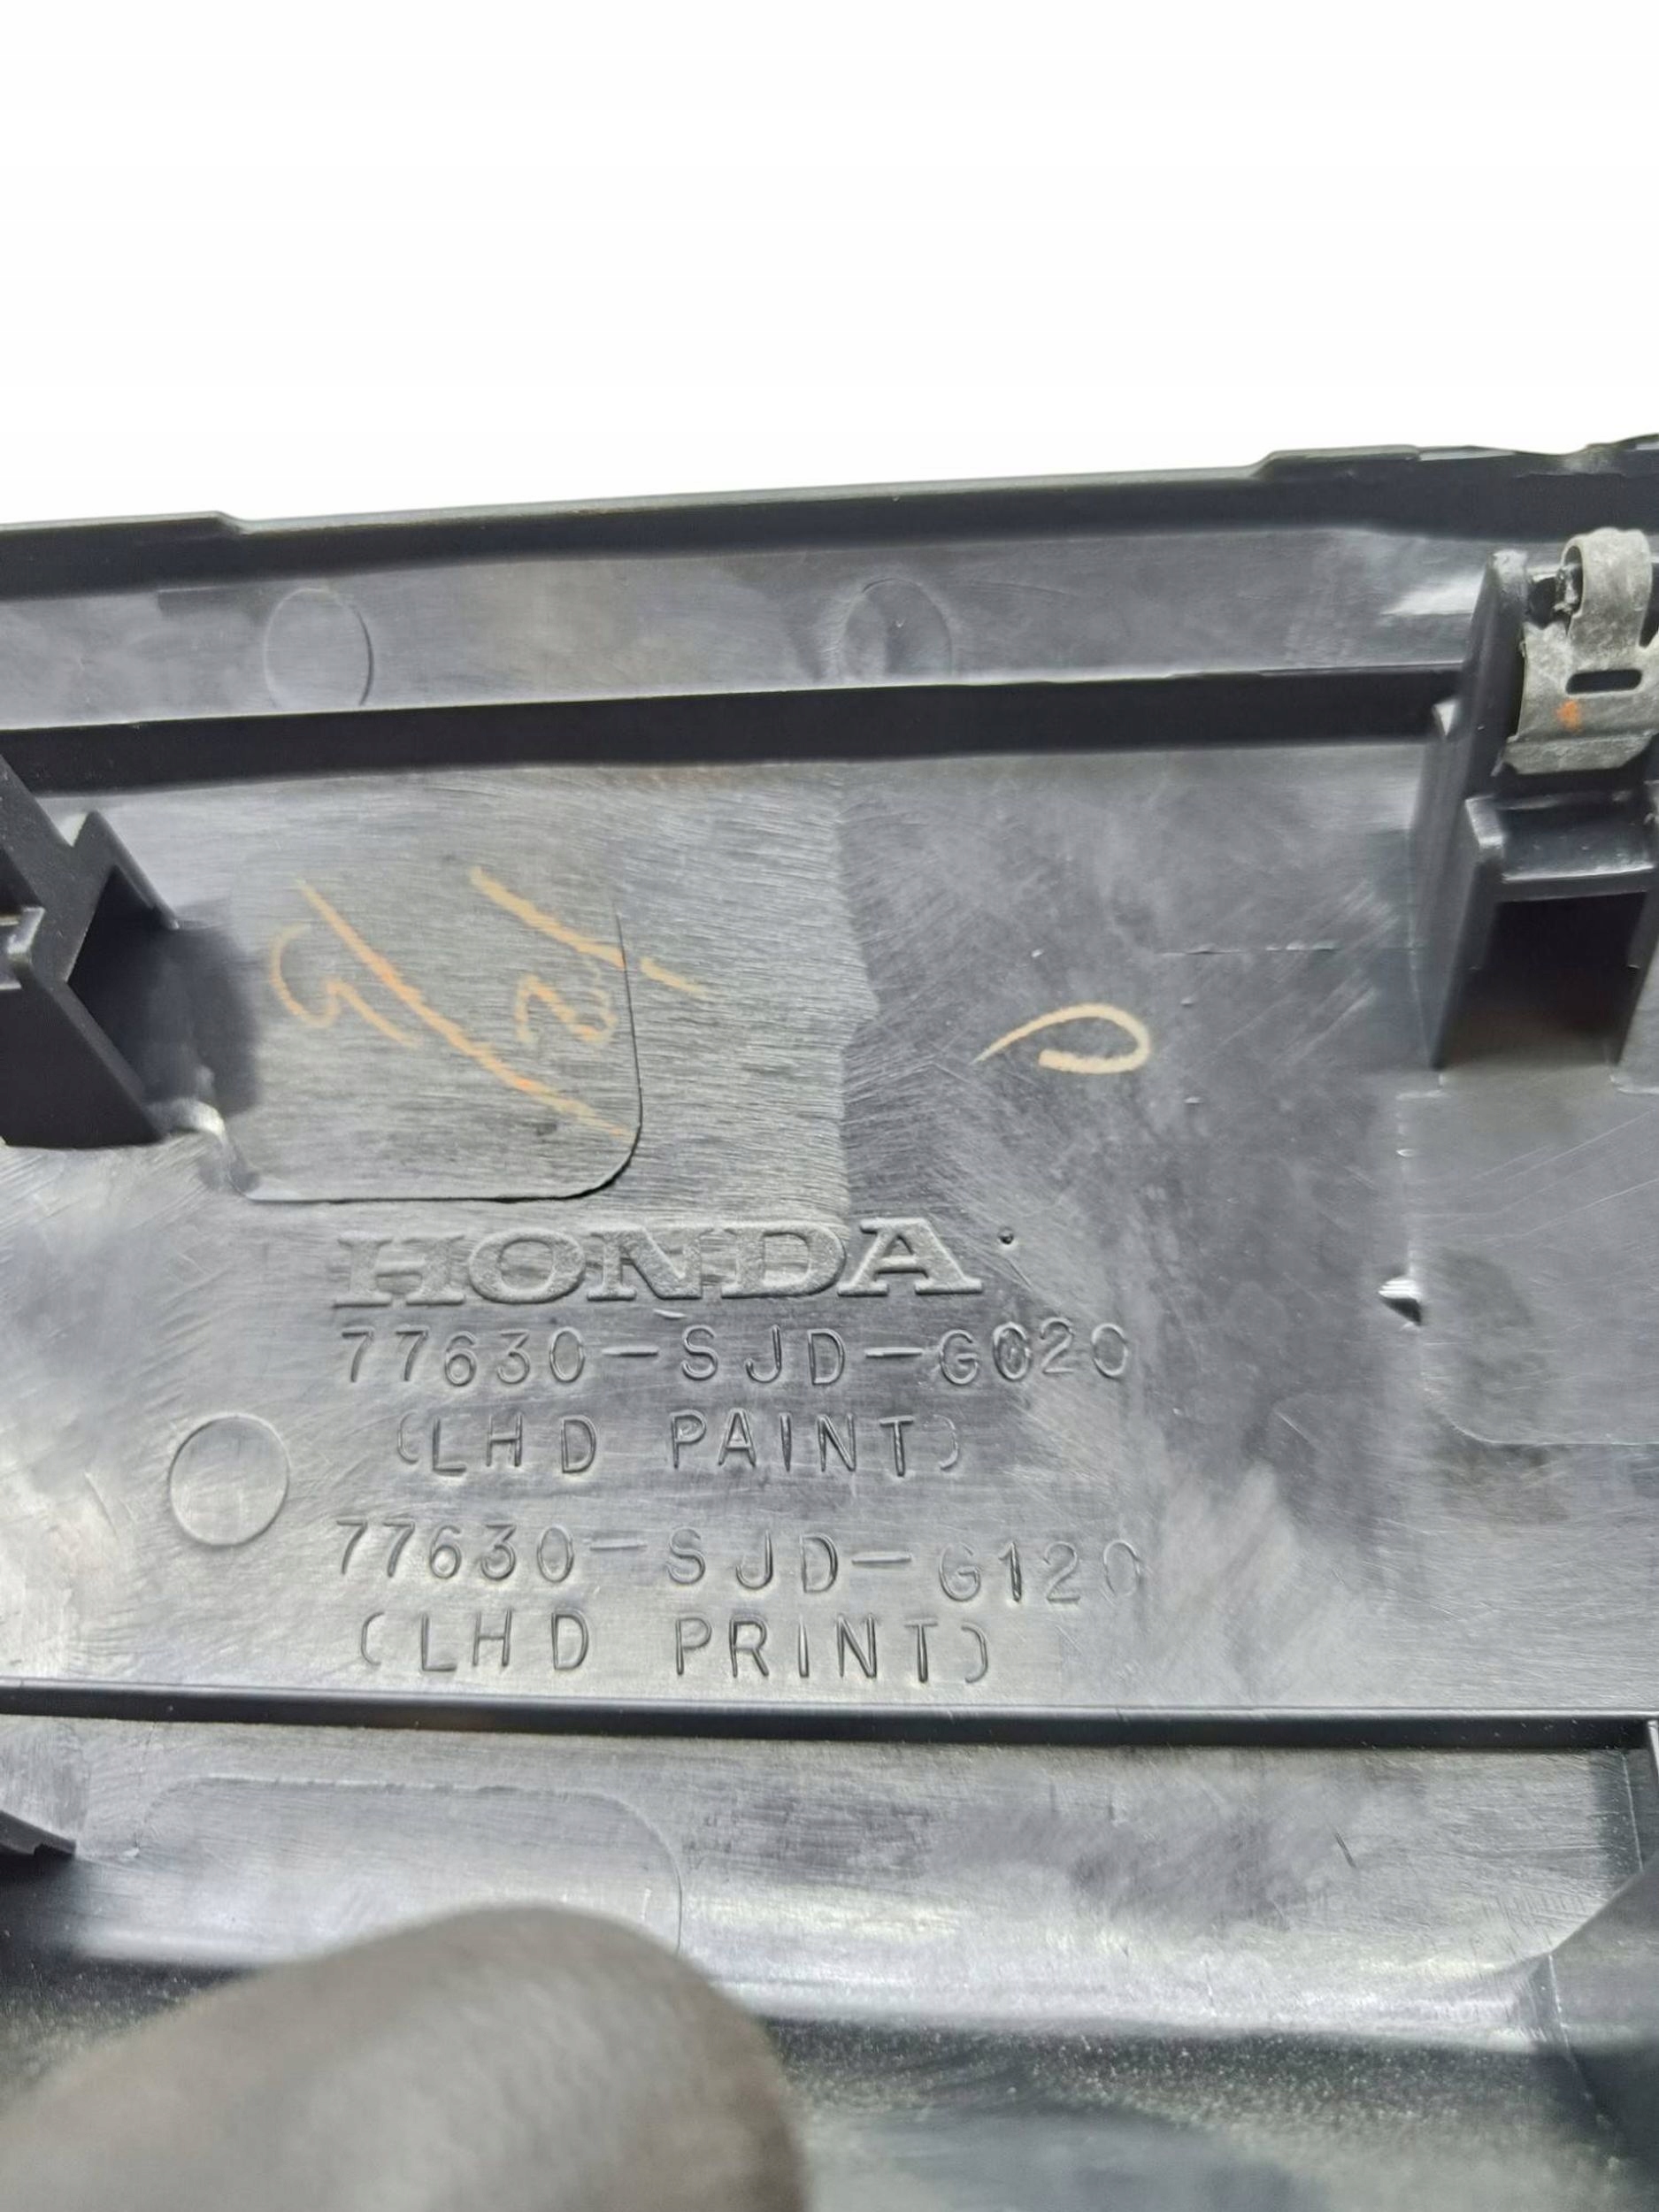 HONDA
77630-SJD-G020
(LHD PAINT)
77630-SJD-G120
(LHD PRINT)